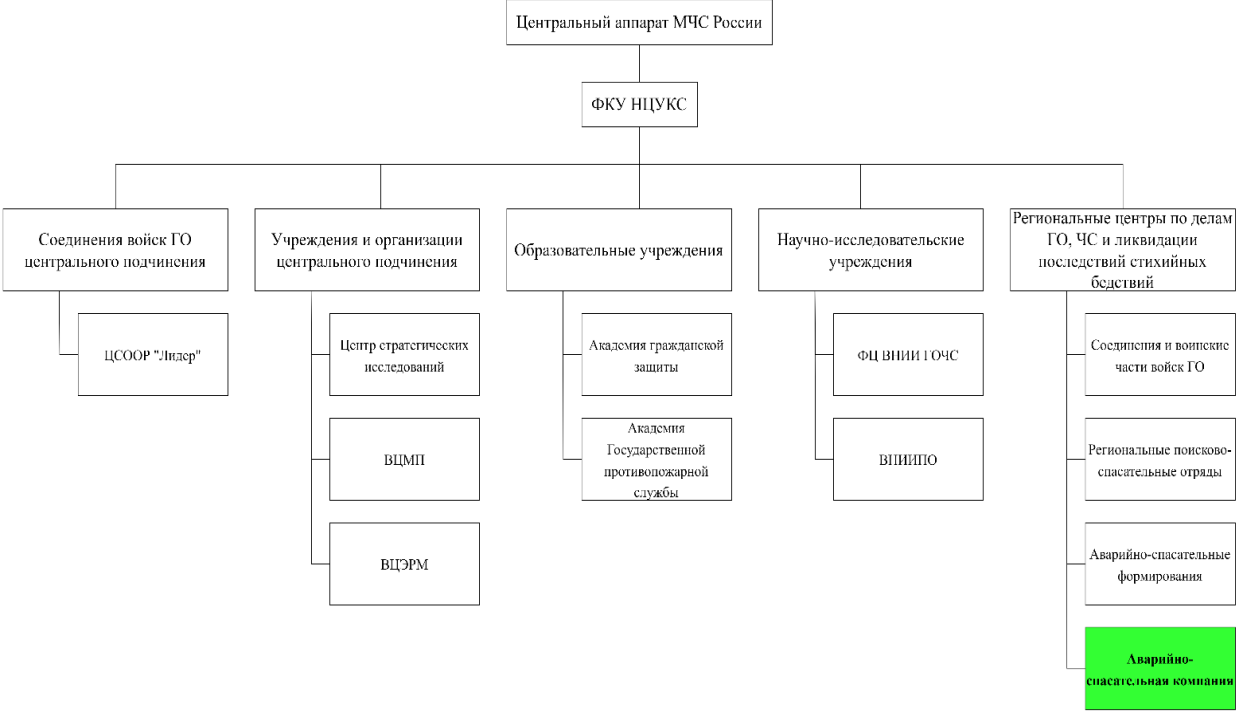 Центральный аппарат МЧС России
ФКУ НЦУКС
Соединения войск ГО
центрального подчинения
Учреждения и организации
центрального подчинения
Образовательные учреждения
Научно-исследовательские
учреждения
Региональные центры по делам
ГО, ЧС и ликвидации
последствий стихийных
бедствий
ЦСООР "Лидер"
Центр стратегических
исследований
ВЦМП
ВЦЭРМ
Академия гражданской
защиты
Академия
Государственной
противопожарной
службы
ФЦ ВНИИ ГОЧС
ВНИИПО
Соединения и воинские
части войск ГО
Региональные поисково-
спасательные отряды
Аварийно-спасательные
формирования
Аварийно-
спасательная компания